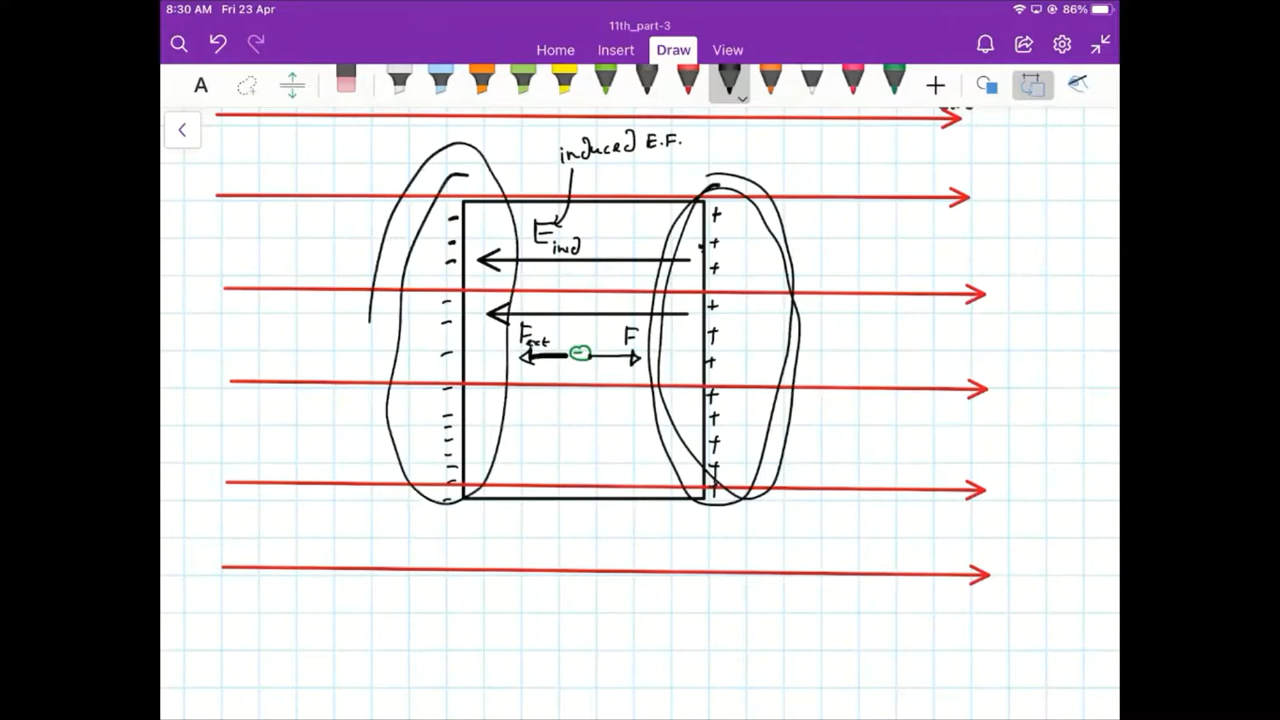 8:30 AM Fri 23 Apr
86%
11th_part-3
Home Insert Draw View
A
induced E.F.
E ind
F ext F